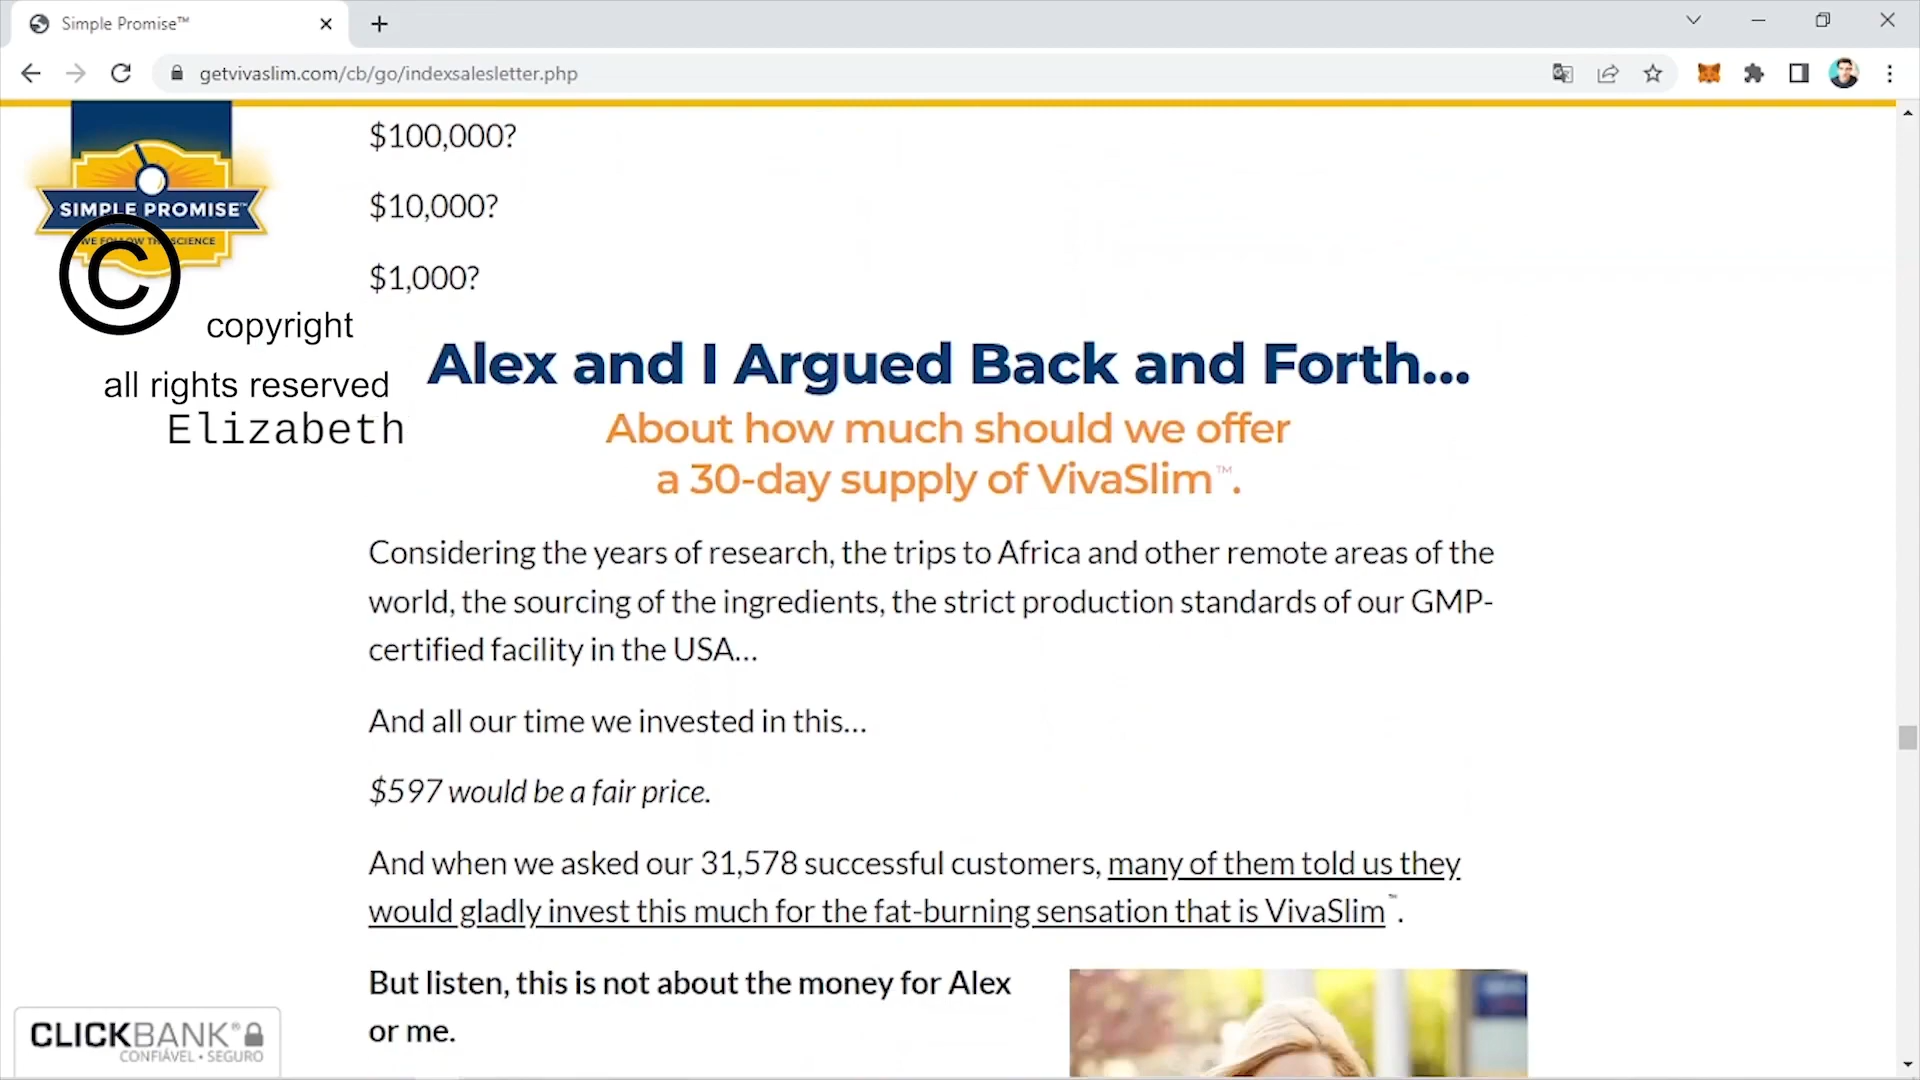 Simple Promise™
getvivaslim.com/cb/go/indexsalesletter.php
$100,000?
$10,000?
$1,000?
SIMPLE PROMISE™
WE FOLLOW THE SCIENCE
©
copyright
all rights reserved
Elizabeth
Alex and I Argued Back and Forth...
About how much should we offer
a 30-day supply of VivaSlim™.
Considering the years of research, the trips to Africa and other remote areas of the
world, the sourcing of the ingredients, the strict production standards of our GMP-
certified facility in the USA…
And all our time we invested in this…
$597 would be a fair price.
And when we asked our 31,578 successful customers, many of them told us they
would gladly invest this much for the fat-burning sensation that is VivaSlim™.
But listen, this is not about the money for Alex
or me.
CLICKBANK®
CONFIÁVEL • SEGURO